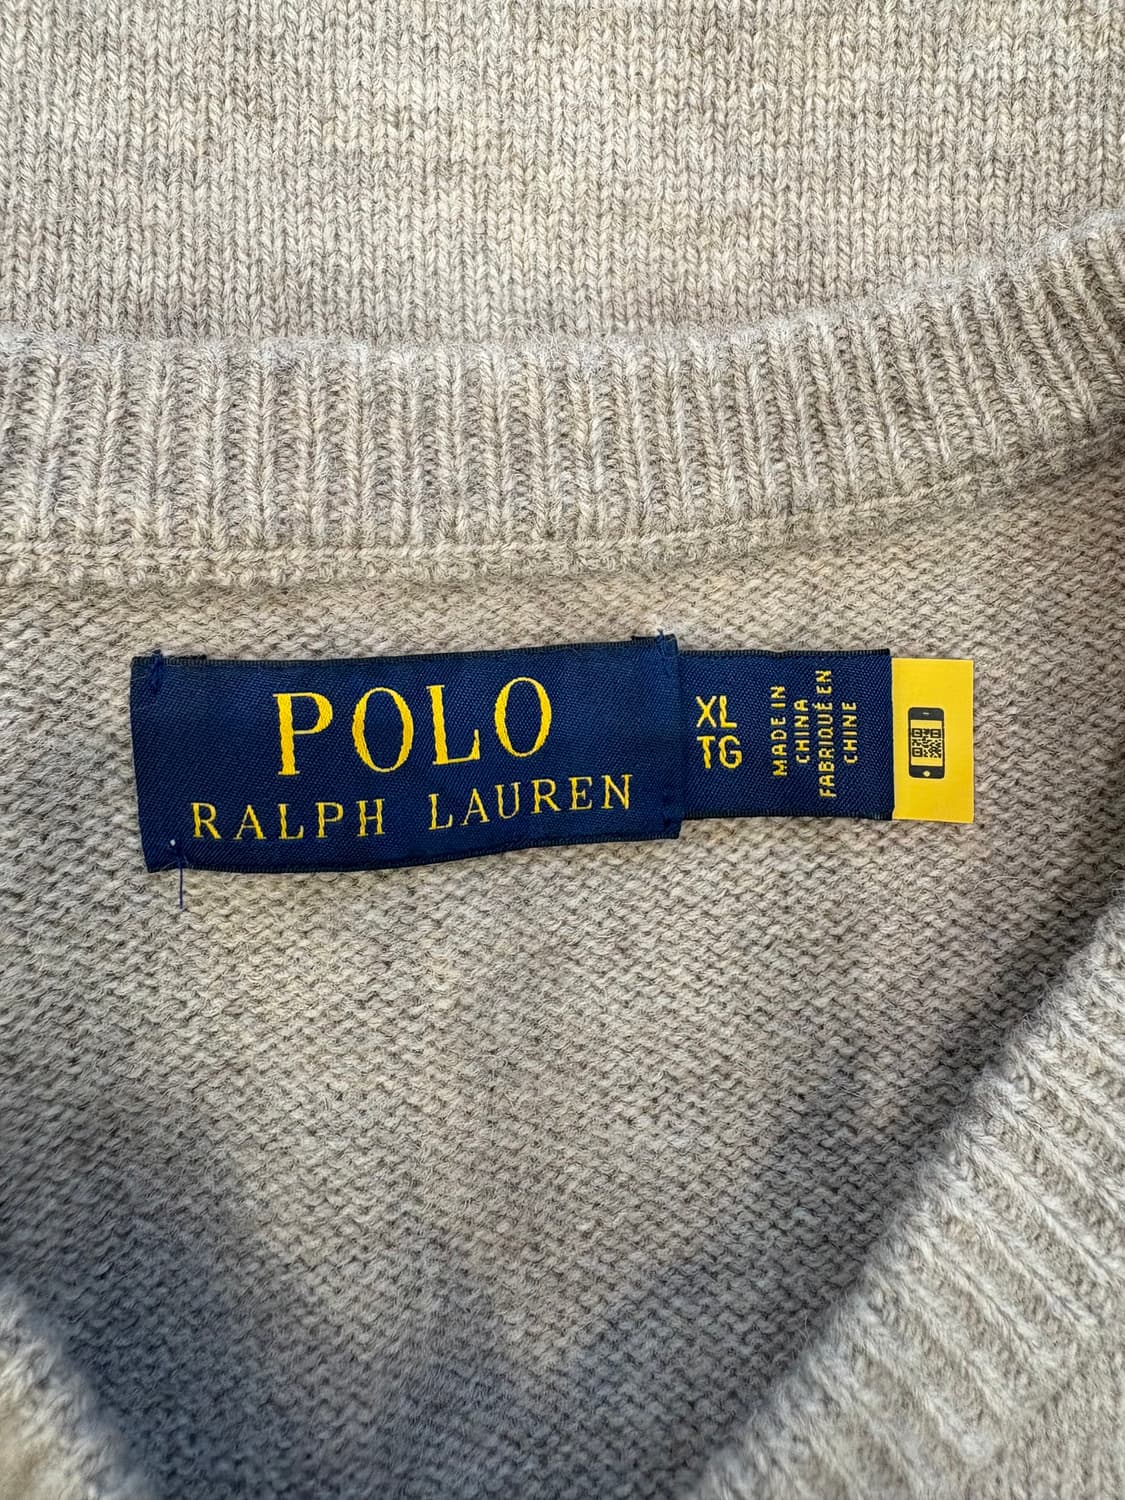 POLO
RALPH LAUREN
XL
TG
MADE IN
CHINA
FABRIQUÉ EN
CHINE